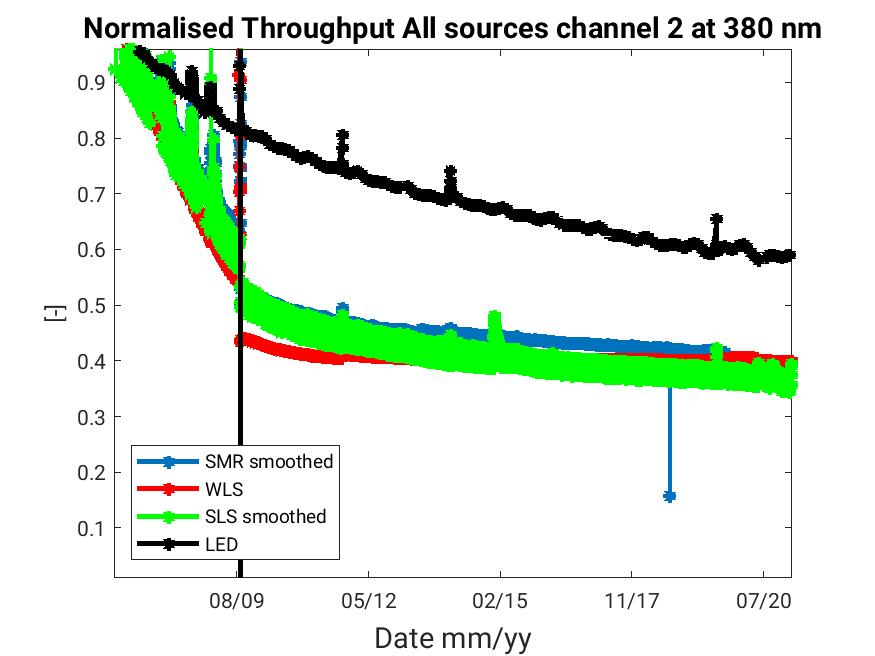 Normalised Throughput All sources channel 2 at 380 nm
0.9
0.8
0.7
0.6
0.5
0.4
0.3
0.2
0.1
[-]
SMR smoothed
WLS
SLS smoothed
LED
08/09 05/12 02/15 11/17 07/20
Date mm/yy